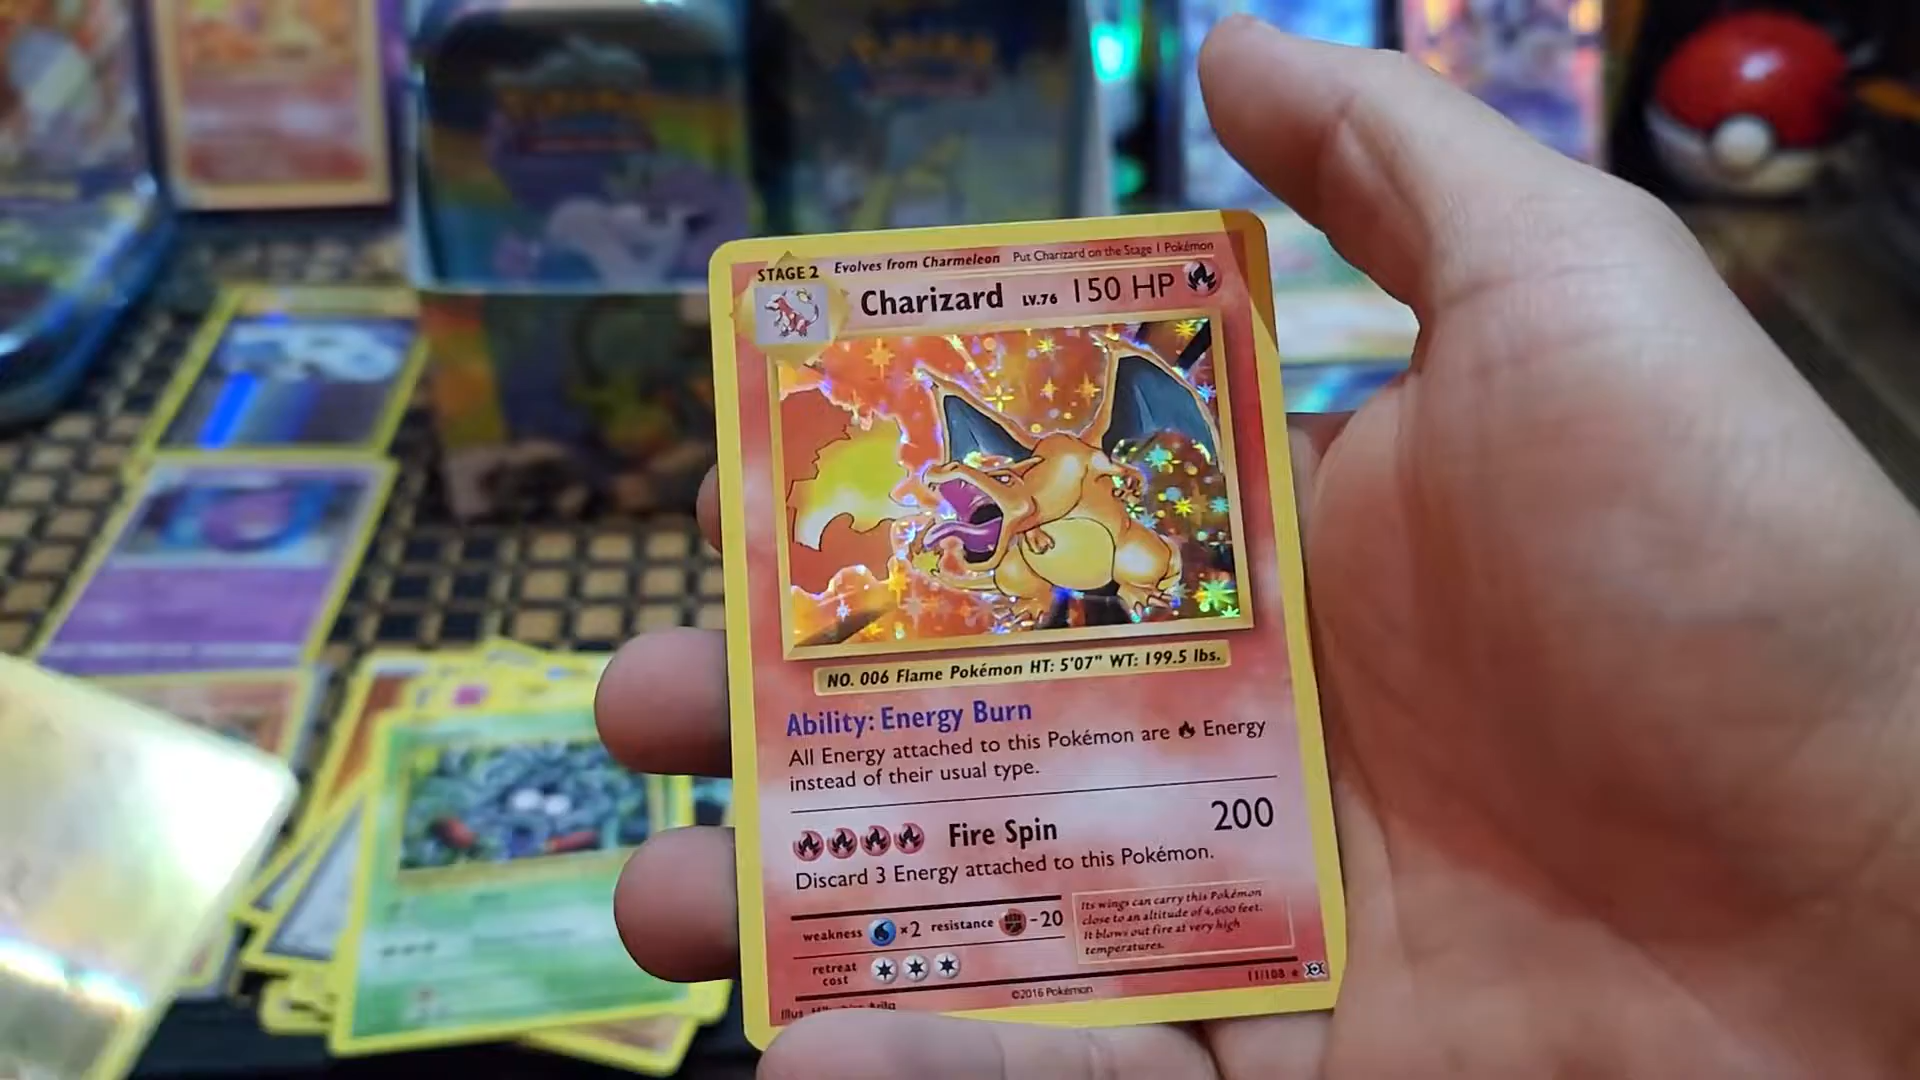 STAGE 2 Evolves from Charmeleon Put Charizard on the Stage 1 Pokémon
Charizard LV.76 150 HP
NO. 006 Flame Pokémon HT: 5'07" WT: 199.5 lbs.
Ability: Energy Burn
All Energy attached to this Pokémon are Energy
instead of their usual type.
Fire Spin 200
Discard 3 Energy attached to this Pokémon.
weakness ×2 resistance -20
retreat
cost
Its wings can carry this Pokémon
close to an altitude of 4,600 feet.
It blows out fire at very high
temperatures.
11/108 ★
©2016 Pokémon
Illus.